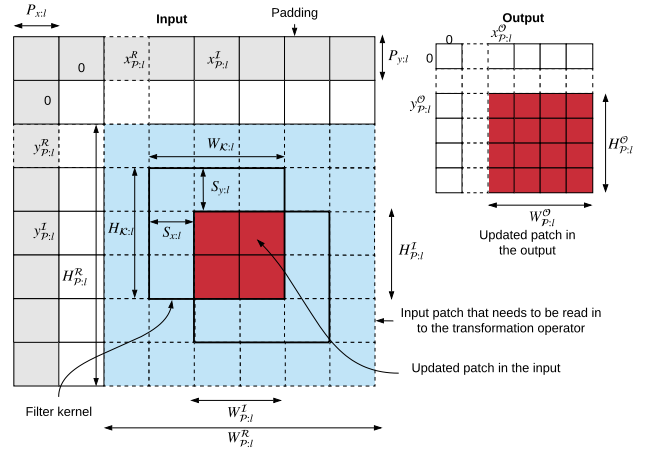 P_{x:l}
Input
Padding
Output
x^R_{P:l}
x^I_{P:l}
P_{y:l}
0
0
x^O_{P:l}
0
0
y^R_{P:l}
W_{K:l}
y^O_{P:l}
H^O_{P:l}
S_{y:l}
H_{K:l}
S_{x:l}
y^I_{P:l}
H^I_{P:l}
H^R_{P:l}
W^O_{P:l}
Updated patch in
the output
Input patch that needs to be read in
to the transformation operator
Updated patch in the input
Filter kernel
W^I_{P:l}
W^R_{P:l}